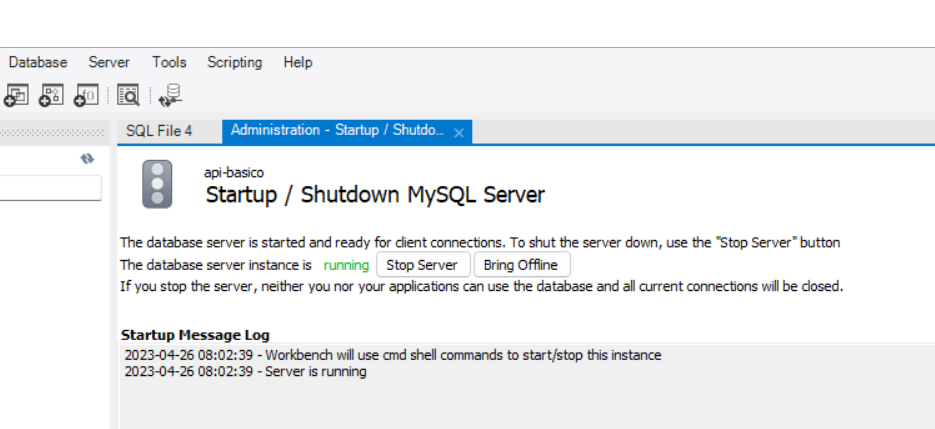 Database Server Tools Scripting Help
SQL File 4 Administration - Startup / Shutdo...
api-basico
Startup / Shutdown MySQL Server
The database server is started and ready for client connections. To shut the server down, use the "Stop Server" button
The database server instance is running Stop Server Bring Offline
If you stop the server, neither you nor your applications can use the database and all current connections will be closed.
Startup Message Log
2023-04-26 08:02:39 - Workbench will use cmd shell commands to start/stop this instance
2023-04-26 08:02:39 - Server is running